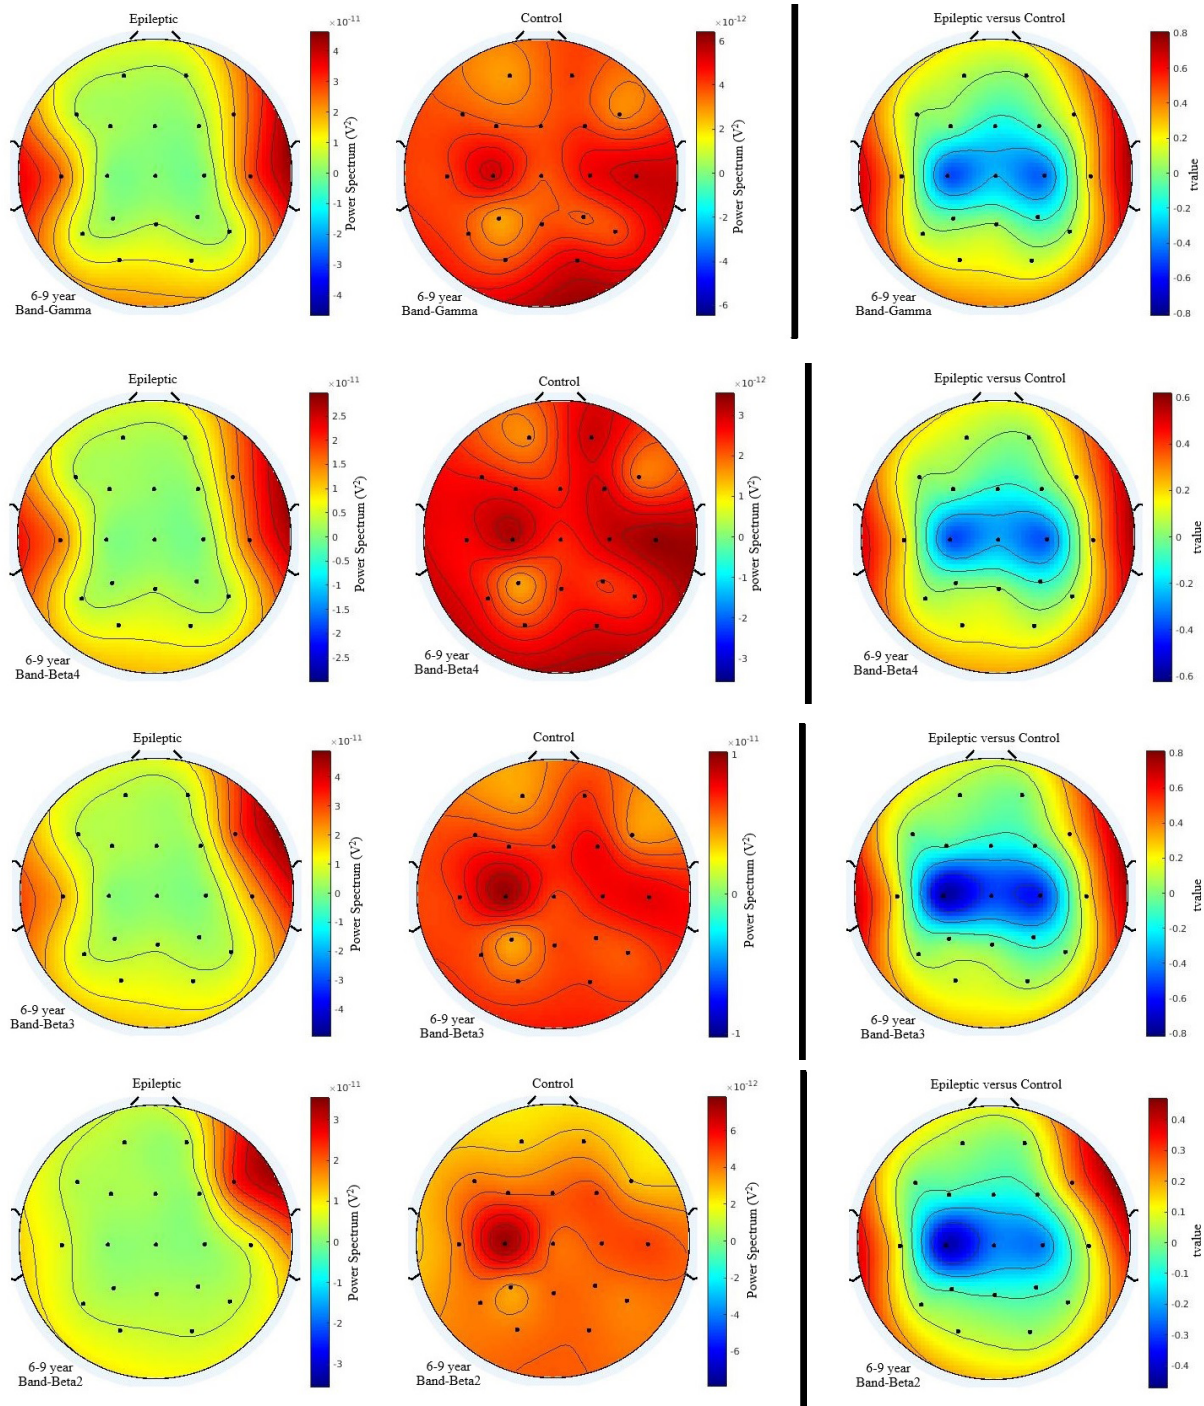 Epileptic
×10⁻¹¹
4
3
2
1
0
-1
-2
-3
-4
Power Spectrum (V²)
6-9 year
Band-Gamma
Control
×10⁻¹²
6
4
2
0
-2
-4
-6
Power Spectrum (V²)
Epileptic versus Control
0.8
0.6
0.4
0.2
0
-0.2
-0.4
-0.6
-0.8
tvalue
6-9 year
Band-Gamma
Epileptic
×10⁻¹¹
2.5
2
1.5
1
0.5
0
-0.5
-1
-1.5
-2
-2.5
Power Spectrum (V²)
6-9 year
Band-Beta4
Control
×10⁻¹²
3
2
1
0
-1
-2
-3
power Spectrum (V²)
6-9 year
Band-Beta4
Epileptic versus Control
0.6
0.4
0.2
0
-0.2
-0.4
-0.6
tvalue
6-9 year
Band-Beta4
Epileptic
×10⁻¹¹
4
3
2
1
0
-1
-2
-3
-4
Power Spectrum (V²)
6-9 year
Band-Beta3
Control
×10⁻¹¹
1
0
-1
Power Spectrum (V²)
6-9 year
Band-Beta3
Epileptic versus Control
0.8
0.6
0.4
0.2
0
-0.2
-0.4
-0.6
-0.8
tvalue
6-9 year
Band-Beta3
Epileptic
×10⁻¹¹
3
2
1
0
-1
-2
-3
Power Spectrum (V²)
6-9 year
Band-Beta2
Control
×10⁻¹²
6
4
2
0
-2
-4
-6
Power Spectrum (V²)
6-9 year
Band-Beta2
Epileptic versus Control
0.4
0.3
0.2
0.1
0
-0.1
-0.2
-0.3
-0.4
tvalue
6-9 year
Band-Beta2